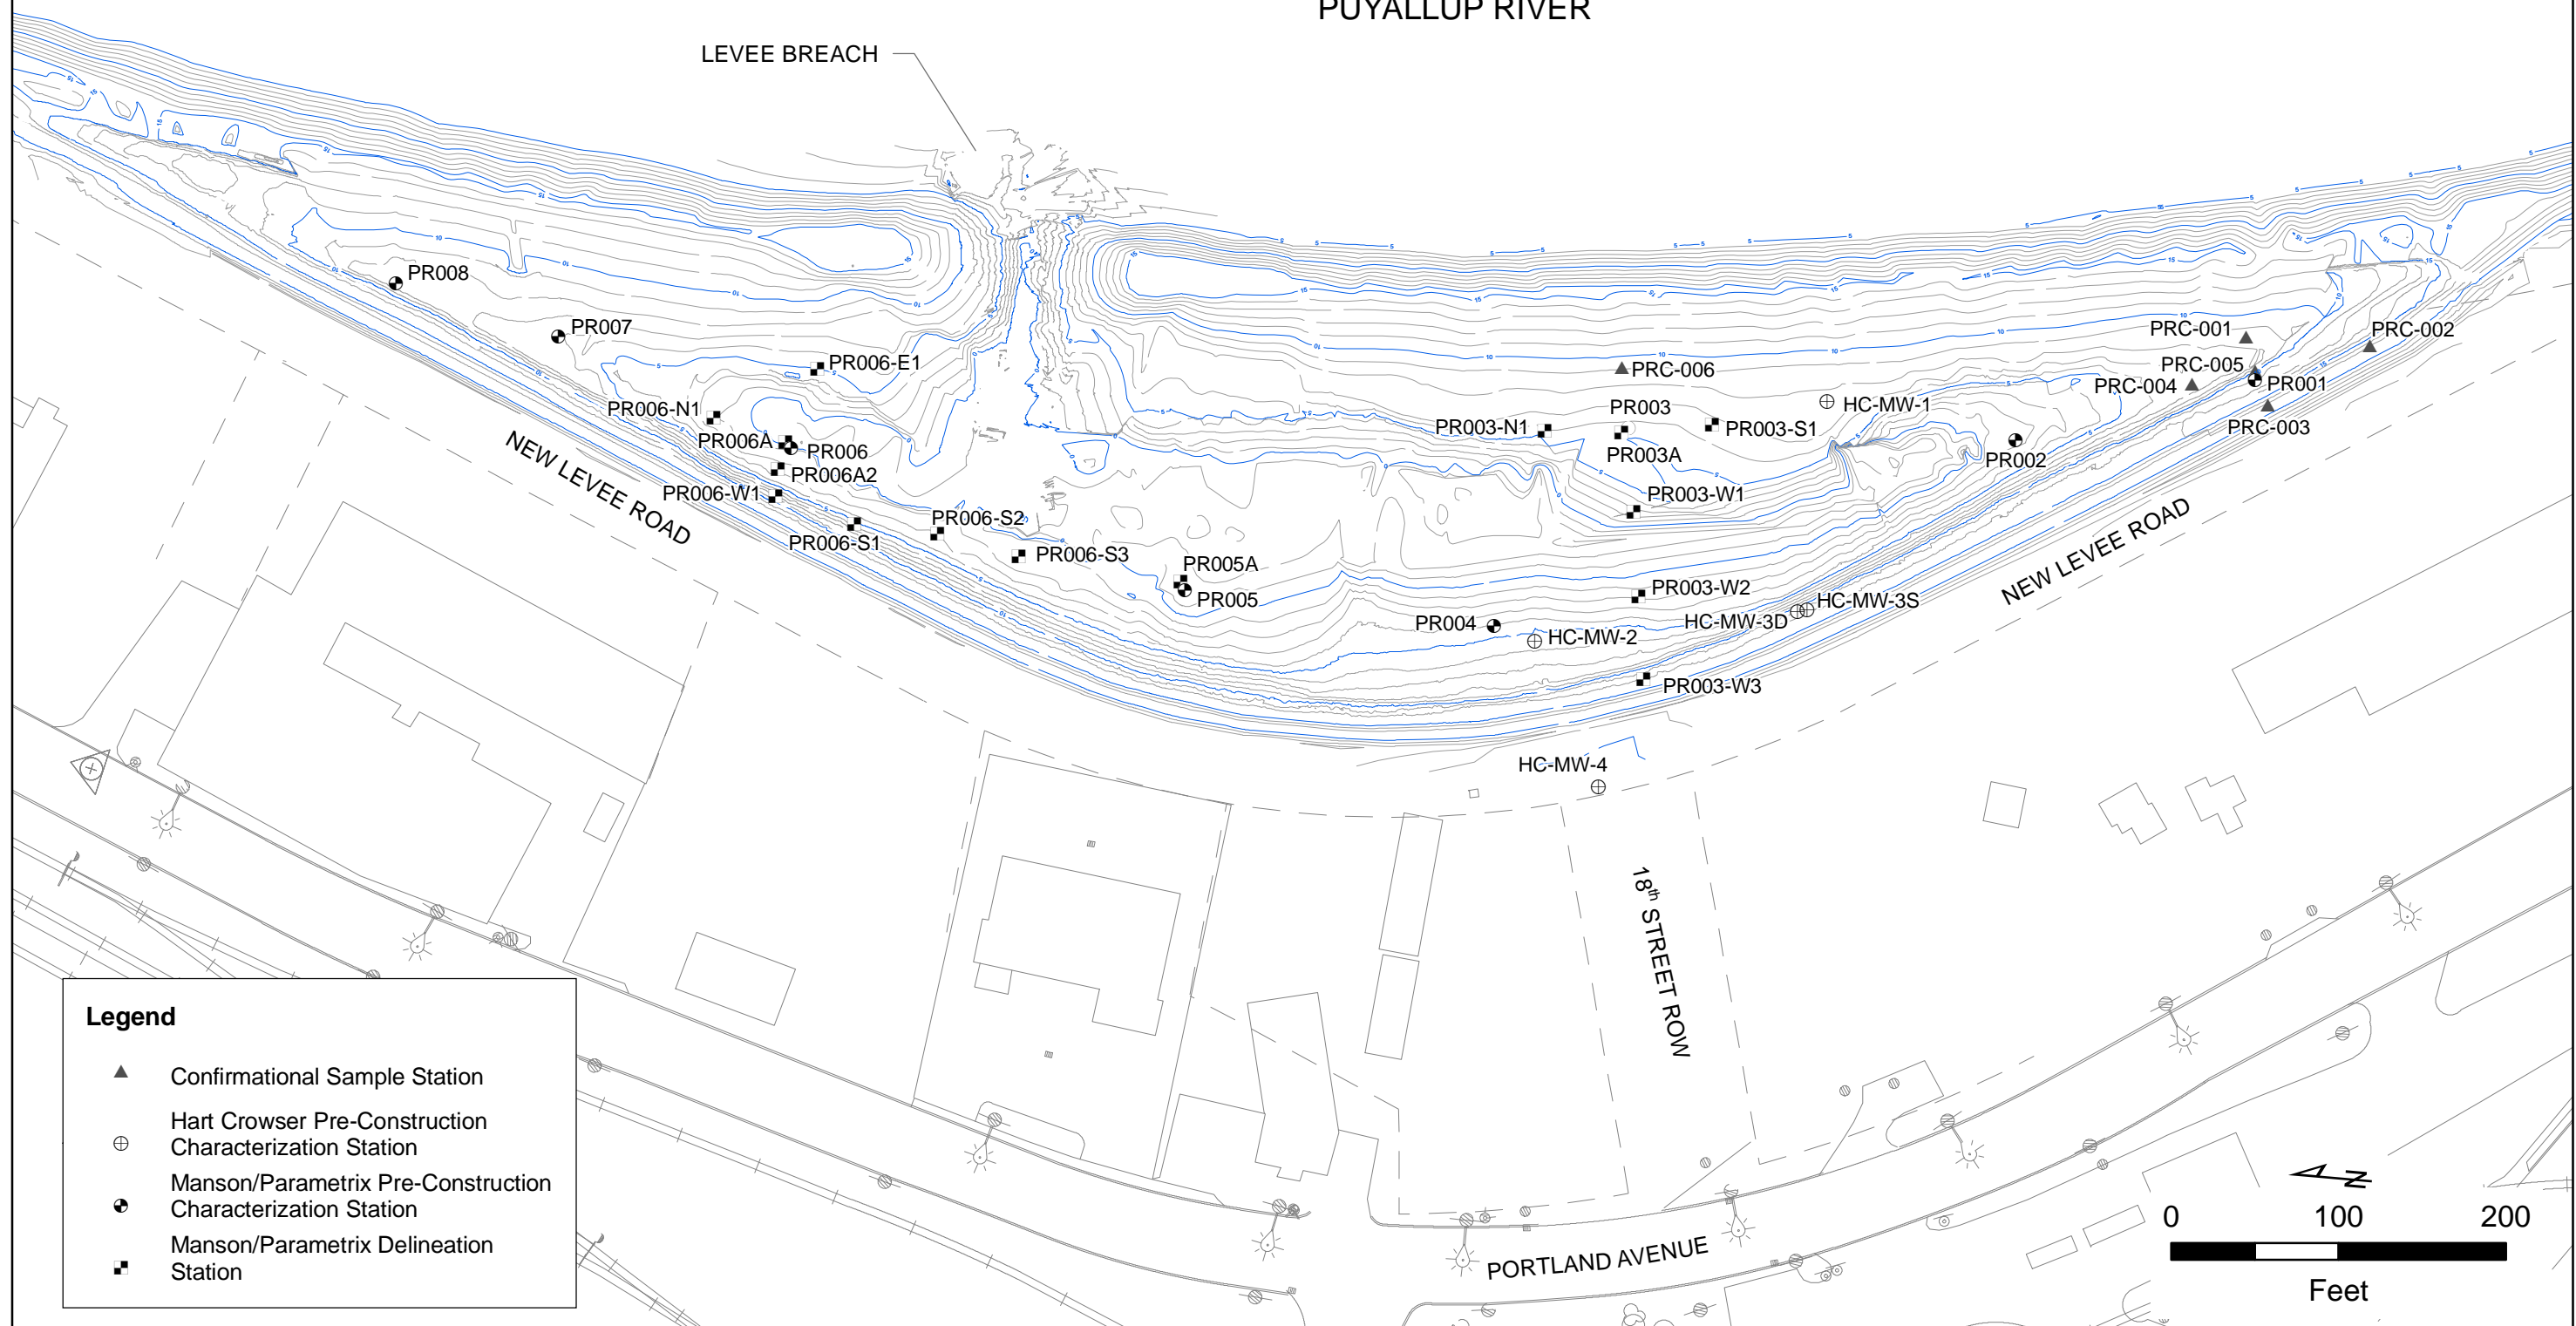 PUYALLUP RIVER
LEVEE BREACH
PR008
PR007
PR006-E1
PRC-001
PRC-002
PRC-006
PRC-005
PRC-004
PR001
PR006-N1
PR003
HC-MW-1
PR006A
PR006
PR003-N1
PR003-S1
PRC-003
PR003A
PR002
PR006A2
PR006-W1
PR003-W1
NEW LEVEE ROAD
PR006-S2
PR006-S1
PR006-S3
PR005A
PR005
PR003-W2
NEW LEVEE ROAD
HC-MW-3S
HC-MW-3D
PR004
HC-MW-2
PR003-W3
HC-MW-4
18th STREET ROW
PORTLAND AVENUE
Legend
Confirmational Sample Station
Hart Crowser Pre-Construction
Characterization Station
Manson/Parametrix Pre-Construction
Characterization Station
Manson/Parametrix Delineation
Station
N
0 100 200
Feet